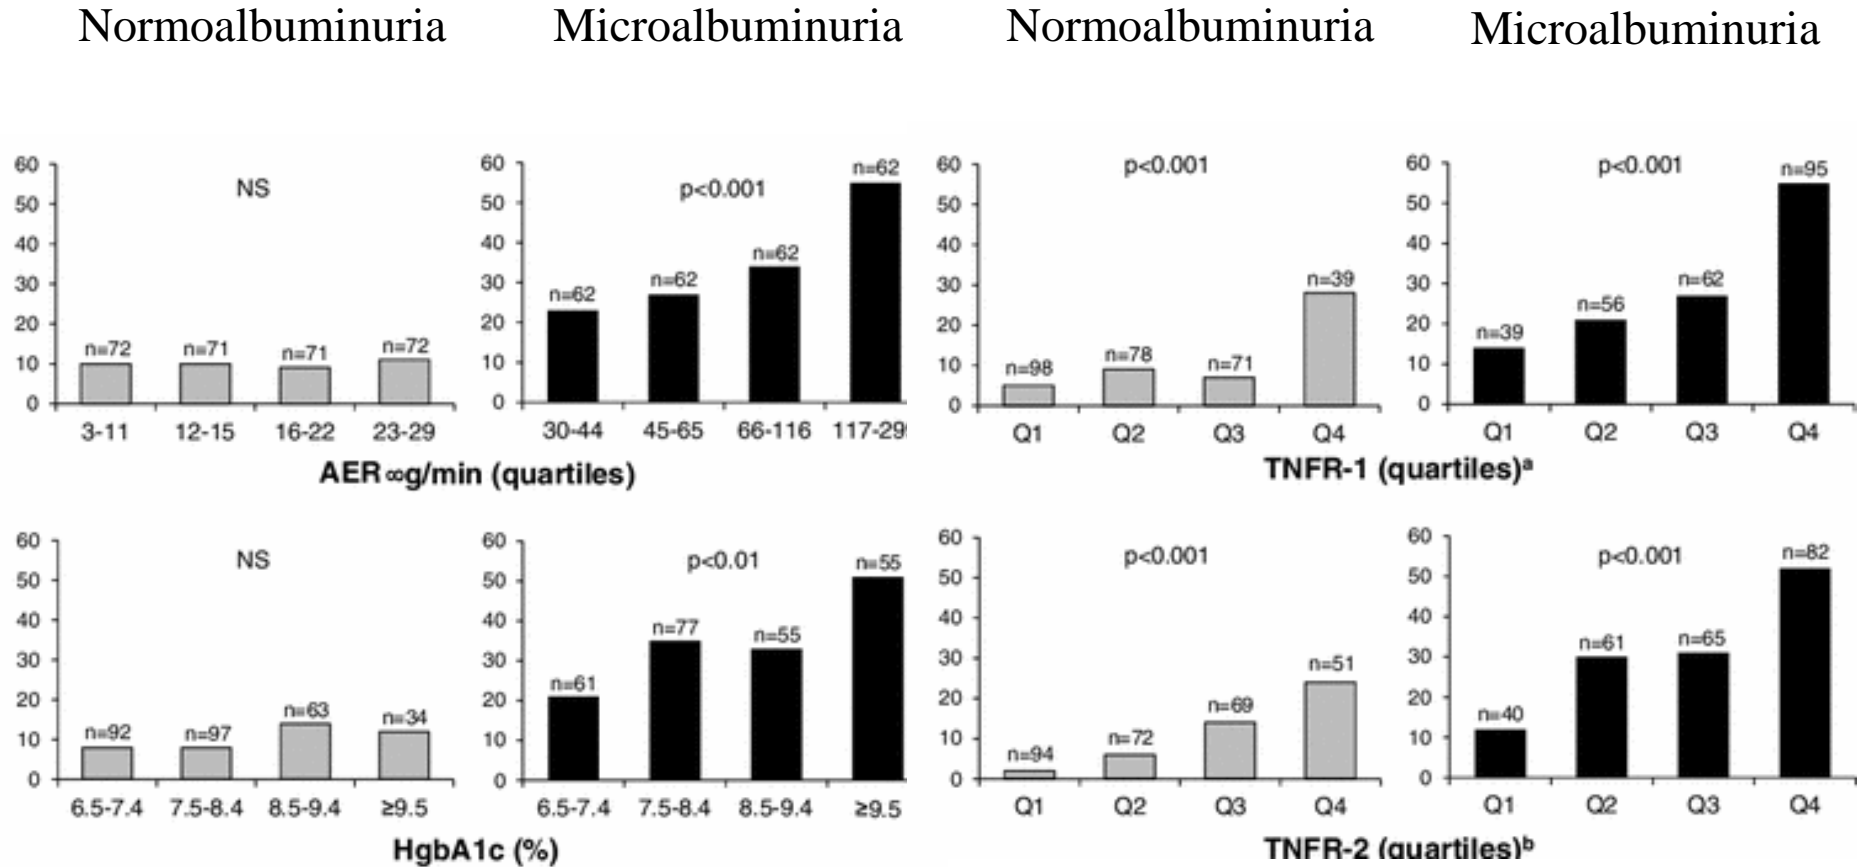 Normoalbuminuria Microalbuminuria Normoalbuminuria Microalbuminuria
60
50
40
30
20
10
0
NS
n=72 n=71 n=71 n=72
3-11 12-15 16-22 23-29
60
50
40
30
20
10
0
p<0.001
n=62 n=62 n=62 n=62
30-44 45-65 66-116 117-29
AER ∞g/min (quartiles)
60
50
40
30
20
10
0
p<0.001
n=98 n=78 n=71 n=39
Q1 Q2 Q3 Q4
60
50
40
30
20
10
0
p<0.001
n=39 n=56 n=62 n=95
Q1 Q2 Q3 Q4
TNFR-1 (quartiles)ᵃ
60
50
40
30
20
10
0
NS
n=92 n=97 n=63 n=34
6.5-7.4 7.5-8.4 8.5-9.4 ≥9.5
60
50
40
30
20
10
0
p<0.01
n=61 n=77 n=55 n=55
6.5-7.4 7.5-8.4 8.5-9.4 ≥9.5
HgbA1c (%)
60
50
40
30
20
10
0
p<0.001
n=94 n=72 n=69 n=51
Q1 Q2 Q3 Q4
60
50
40
30
20
10
0
p<0.001
n=40 n=61 n=65 n=82
Q1 Q2 Q3 Q4
TNFR-2 (quartiles)ᵇ